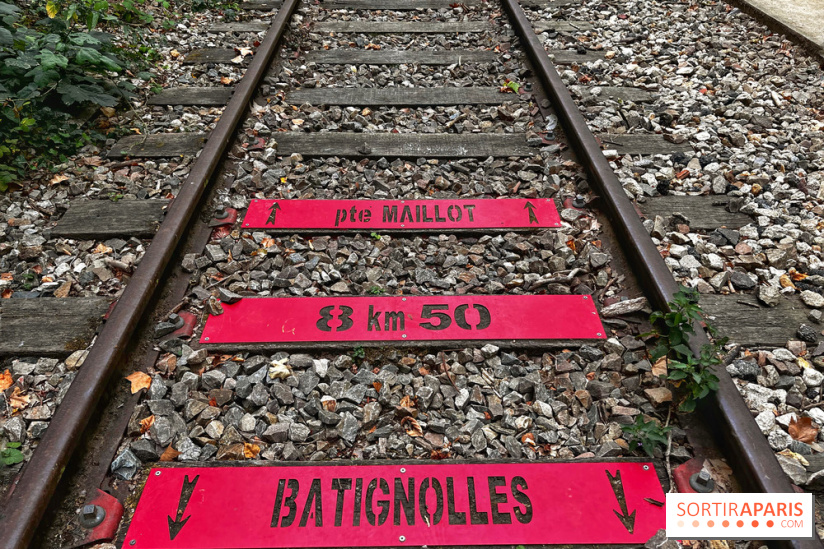 pte MAILLOT
8 km 50
BATIGNOLLES
SORTIRAPARIS
.COM